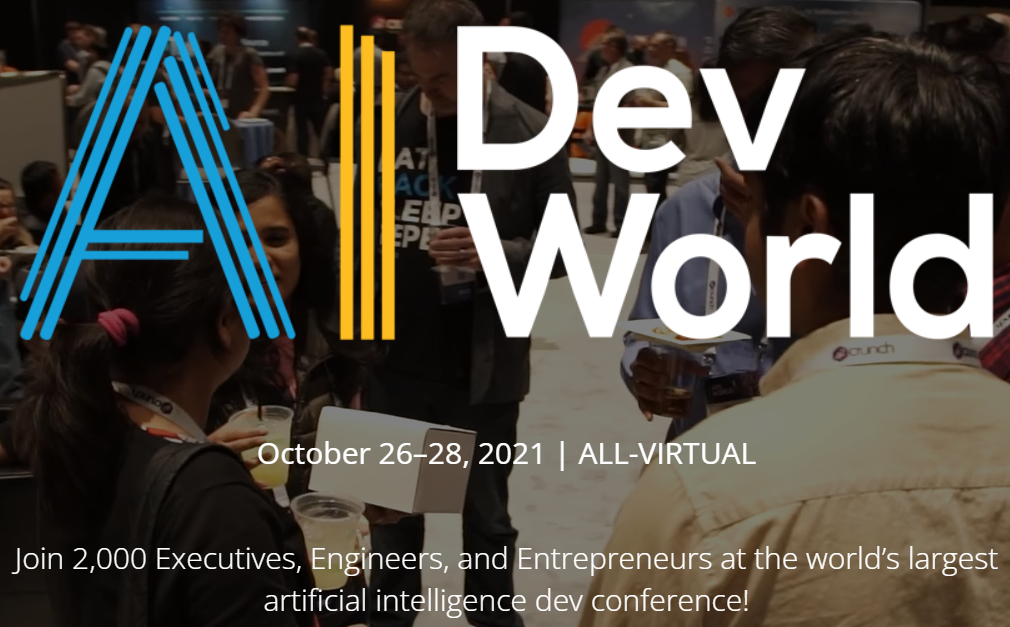 AI Dev
World
October 26–28, 2021 | ALL-VIRTUAL
Join 2,000 Executives, Engineers, and Entrepreneurs at the world’s largest
artificial intelligence dev conference!
crunch